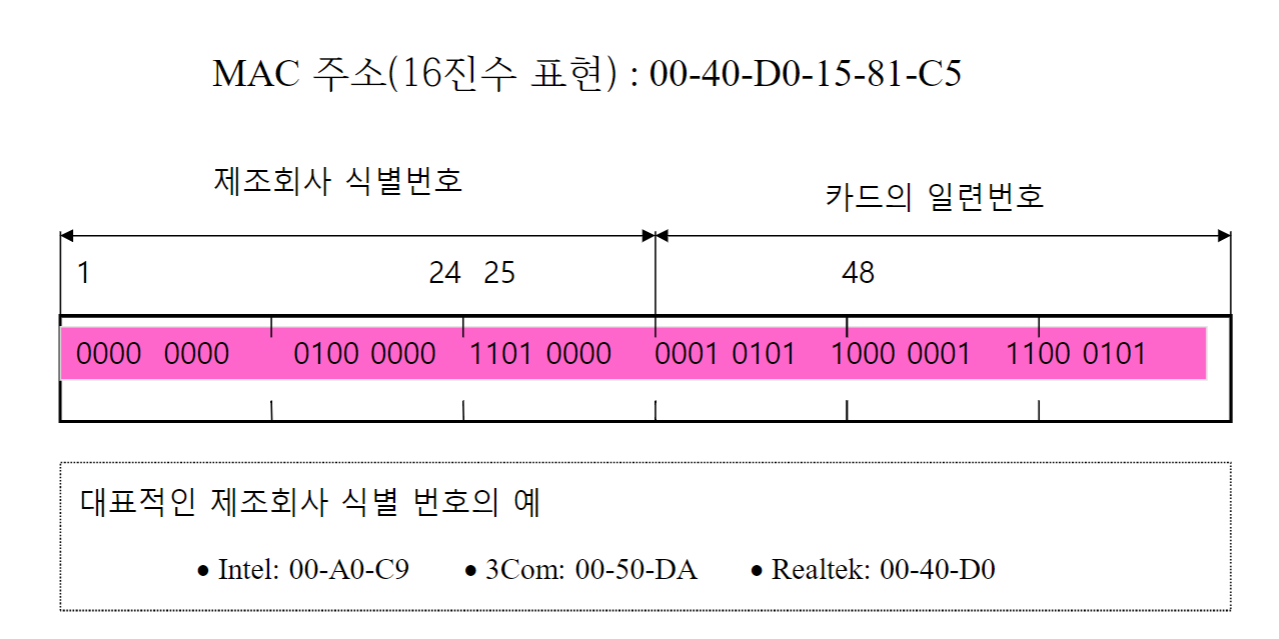 MAC 주소(16진수 표현) : 00-40-D0-15-81-C5
제조회사 식별번호
카드의 일련번호
1 24 25 48
0000 0000 0100 0000 1101 0000 0001 0101 1000 0001 1100 0101
대표적인 제조회사 식별 번호의 예
• Intel: 00-A0-C9 • 3Com: 00-50-DA • Realtek: 00-40-D0